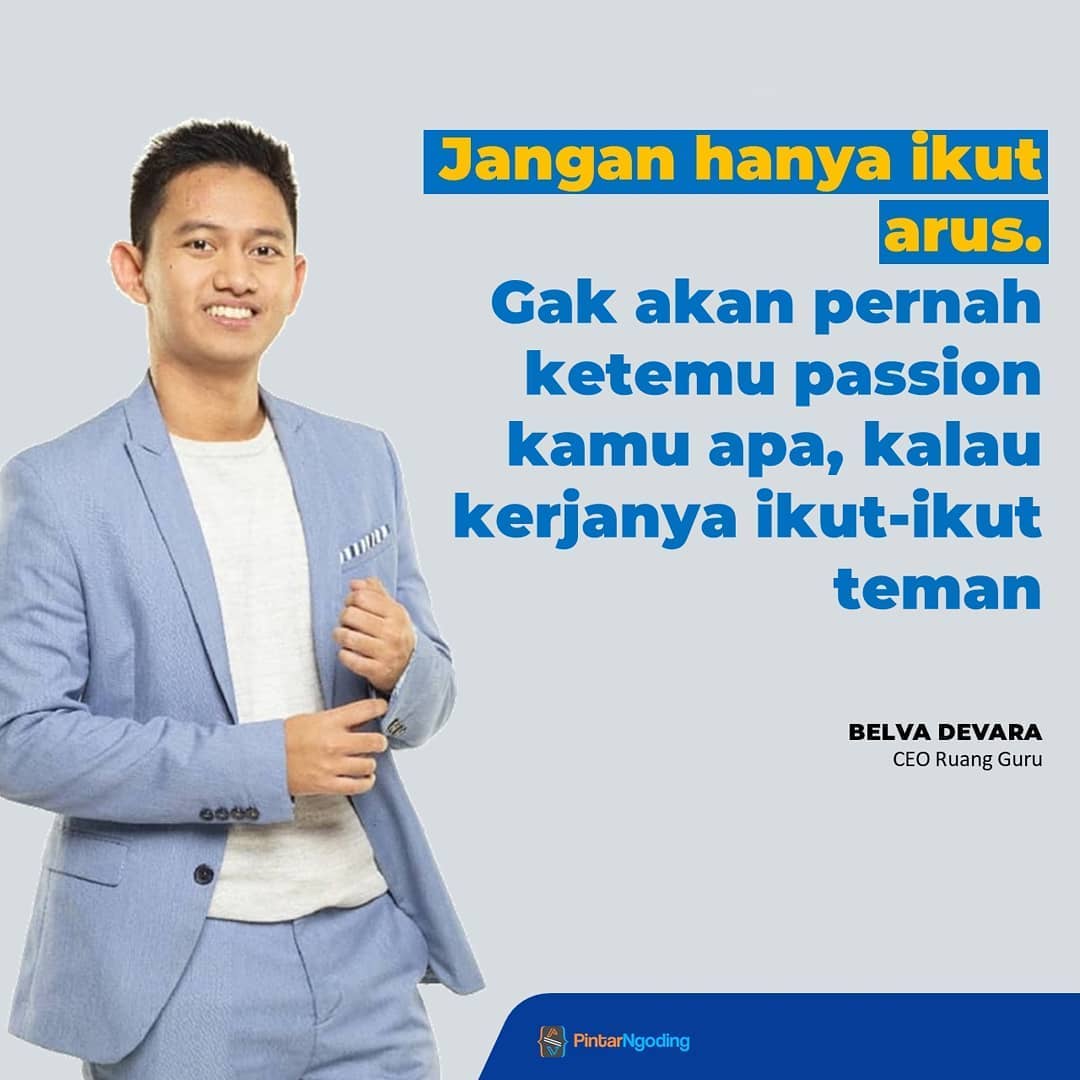 Jangan hanya ikut
arus.
Gak akan pernah
ketemu passion
kamu apa, kalau
kerjanya ikut-ikut
teman
BELVA DEVARA
CEO Ruang Guru
PintarNgoding